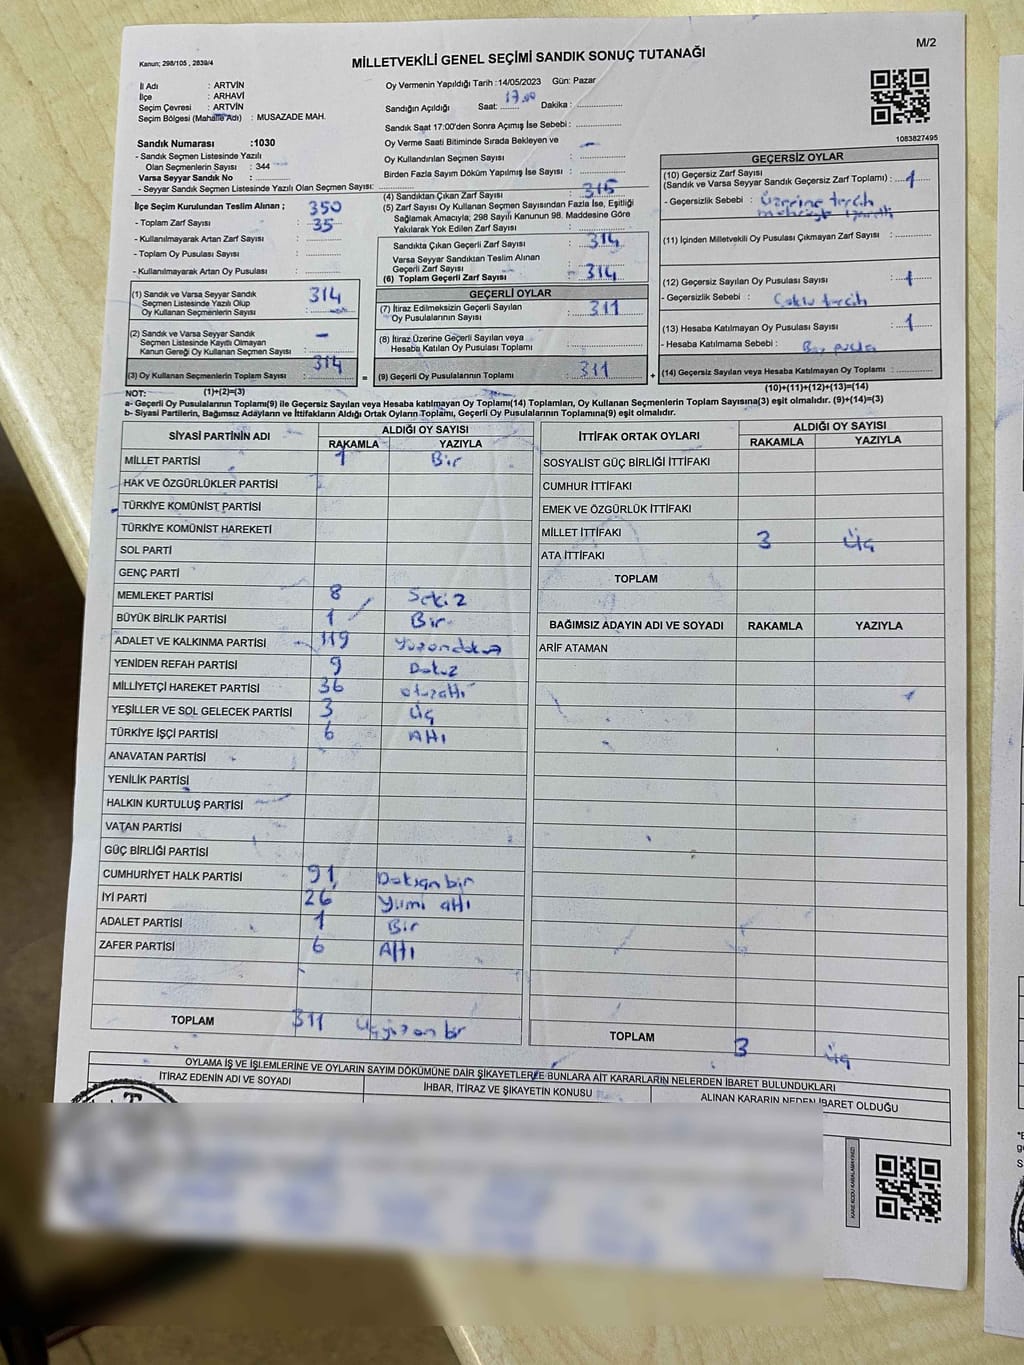 M/2
Kanun; 298/105 , 2839/4
MİLLETVEKİLİ GENEL SEÇİMİ SANDIK SONUÇ TUTANAĞI
İl Adı : ARTVİN
İlçe : ARHAVİ
Seçim Çevresi : ARTVİN
Seçim Bölgesi (Mahalle Adı) : MUSAZADE MAH.
Sandık Numarası :1030
- Sandık Seçmen Listesinde Yazılı
Olan Seçmenlerin Sayısı : 344
Varsa Seyyar Sandık No :
- Seyyar Sandık Seçmen Listesinde Yazılı Olan Seçmen Sayısı:
Oy Vermenin Yapıldığı Tarih :14/05/2023 Gün: Pazar
Sandığın Açıldığı Saat: 17.00 Dakika :
Sandık Saat 17:00'den Sonra Açımış İse Sebebi :
Oy Verme Saati Bitiminde Sırada Bekleyen ve
Oy Kullandırılan Seçmen Sayısı : -
Birden Fazla Sayım Döküm Yapılmış İse Sayısı :
1083827495
İlçe Seçim Kurulundan Teslim Alınan ; 350
- Toplam Zarf Sayısı : 35
- Kullanılmayarak Artan Zarf Sayısı :
- Toplam Oy Pusulası Sayısı :
- Kullanılmayarak Artan Oy Pusulası :
(1) Sandık ve Varsa Seyyar Sandık
Seçmen Listesinde Yazılı Olup
Oy Kullanan Seçmenlerin Sayısı : 314
(2) Sandık ve Varsa Seyyar Sandık
Seçmen Listesinde Kayıtlı Olmayan
Kanun Gereği Oy Kullanan Seçmen Sayısı : -
(3) Oy Kullanan Seçmenlerin Toplam Sayısı : 314
(1)+(2)=(3)
(4) Sandıktan Çıkan Zarf Sayısı : 315
(5) Zarf Sayısı Oy Kullanan Seçmen Sayısından Fazla İse, Eşitliği
Sağlamak Amacıyla; 298 Sayılı Kanunun 98. Maddesine Göre
Yakılarak Yok Edilen Zarf Sayısı :
Sandıkta Çıkan Geçerli Zarf Sayısı : 314
Varsa Seyyar Sandıktan Teslim Alınan
Geçerli Zarf Sayısı :
(6) Toplam Geçerli Zarf Sayısı : 314
GEÇERLİ OYLAR
(7) İtiraz Edilmeksizin Geçerli Sayılan
Oy Pusulalarının Sayısı : 311
(8) İtiraz Üzerine Geçerli Sayılan veya
Hesaba Katılan Oy Pusulası Toplamı :
= (9) Geçerli Oy Pusulalarının Toplamı : 311 +
GEÇERSİZ OYLAR
(10) Geçersiz Zarf Sayısı
(Sandık ve Varsa Seyyar Sandık Geçersiz Zarf Toplamı) : 1
- Geçersizlik Sebebi : Üzerine tercih
(11) İçinden Milletvekili Oy Pusulası Çıkmayan Zarf Sayısı :
(12) Geçersiz Sayılan Oy Pusulası Sayısı : 1
- Geçersizlik Sebebi : Çoklu tercih
(13) Hesaba Katılmayan Oy Pusulası Sayısı : 1
- Hesaba Katılmama Sebebi : Boş pusula
(14) Geçersiz Sayılan veya Hesaba Katılmayan Oy Toplamı :
(10)+(11)+(12)+(13)=(14)
NOT:
a- Geçerli Oy Pusulalarının Toplamı(9) ile Geçersiz Sayılan veya Hesaba katılmayan Oy Toplamı(14) Toplamları, Oy Kullanan Seçmenlerin Toplam Sayısına(3) eşit olmalıdır. (9)+(14)=(3)
b- Siyasi Partilerin, Bağımsız Adayların ve İttifakların Aldığı Ortak Oyların Toplamı, Geçerli Oy Pusulalarının Toplamına(9) eşit olmalıdır.
SİYASİ PARTİNİN ADI ALDIĞI OY SAYISI
RAKAMLA YAZIYLA
MİLLET PARTİSİ 1 Bir
HAK VE ÖZGÜRLÜKLER PARTİSİ
TÜRKİYE KOMÜNİST PARTİSİ
TÜRKİYE KOMÜNİST HAREKETİ
SOL PARTİ
GENÇ PARTİ
MEMLEKET PARTİSİ 8 Sekiz
BÜYÜK BİRLİK PARTİSİ 1 Bir
ADALET VE KALKINMA PARTİSİ 119 Yüzondokuz
YENİDEN REFAH PARTİSİ 9 Dokuz
MİLLİYETÇİ HAREKET PARTİSİ 36 otuzaltı
YEŞİLLER VE SOL GELECEK PARTİSİ 3 Üç
TÜRKİYE İŞÇİ PARTİSİ 6 Altı
ANAVATAN PARTİSİ
YENİLİK PARTİSİ
HALKIN KURTULUŞ PARTİSİ
VATAN PARTİSİ
GÜÇ BİRLİĞİ PARTİSİ
CUMHURİYET HALK PARTİSİ 91 Doksan bir
İYİ PARTİ 26 Yirmi altı
ADALET PARTİSİ 1 Bir
ZAFER PARTİSİ 6 Altı
TOPLAM 311 Üçyüzon bir
İTTİFAK ORTAK OYLARI ALDIĞI OY SAYISI
RAKAMLA YAZIYLA
SOSYALİST GÜÇ BİRLİĞİ İTTİFAKI
CUMHUR İTTİFAKI
EMEK VE ÖZGÜRLÜK İTTİFAKI
MİLLET İTTİFAKI 3 Üç
ATA İTTİFAKI
TOPLAM
BAĞIMSIZ ADAYIN ADI VE SOYADI RAKAMLA YAZIYLA
ARİF ATAMAN
TOPLAM 3 Üç
OYLAMA İŞ VE İŞLEMLERİNE VE OYLARIN SAYIM DÖKÜMÜNE DAİR ŞİKAYETLERLE BUNLARA AİT KARARLARIN NELERDEN İBARET BULUNDUKLARI
İTİRAZ EDENİN ADI VE SOYADI İHBAR, İTİRAZ VE ŞİKAYETİN KONUSU ALINAN KARARIN NEDEN İBARET OLDUĞU